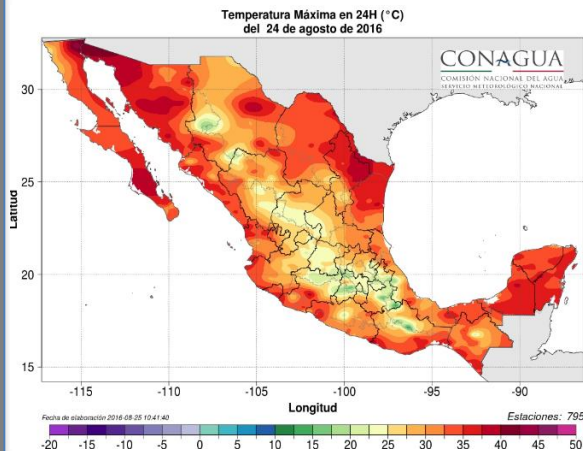 Temperatura Máxima en 24H (°C)
del 24 de agosto de 2016
CONAGUA
COMISIÓN NACIONAL DEL AGUA
SERVICIO METEOROLÓGICO NACIONAL
Latitud
30
25
20
15
-115 -110 -105 -100 -95 -90
Longitud
Fecha de elaboración 2016-08-25 10:41:40
Estaciones: 795
-20 -15 -10 -5 0 5 10 15 20 25 30 35 40 45 50